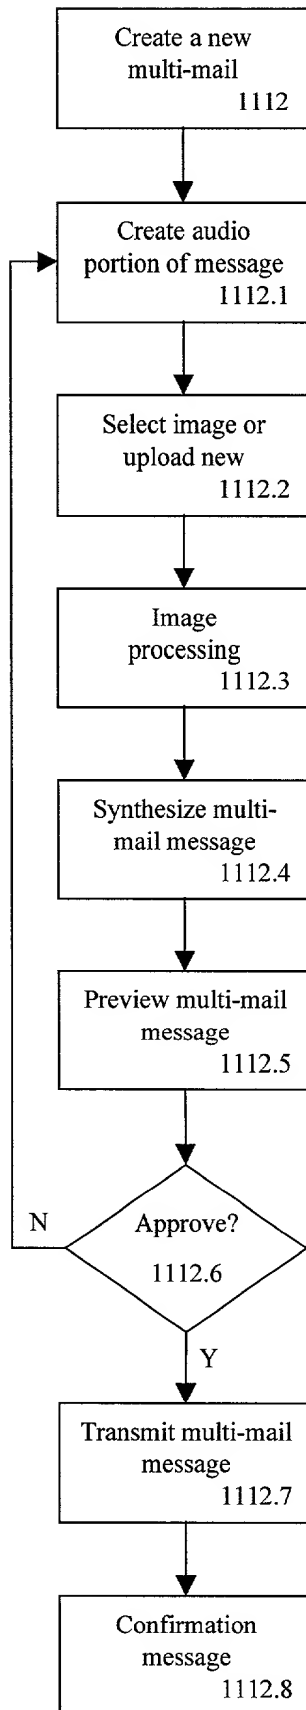 Create a new
multi-mail
1112
Create audio
portion of message
1112.1
Select image or
upload new
1112.2
Image
processing
1112.3
Synthesize multi-
mail message
1112.4
Preview multi-mail
message
1112.5
N
Approve?
1112.6
Y
Transmit multi-mail
message
1112.7
Confirmation
message
1112.8